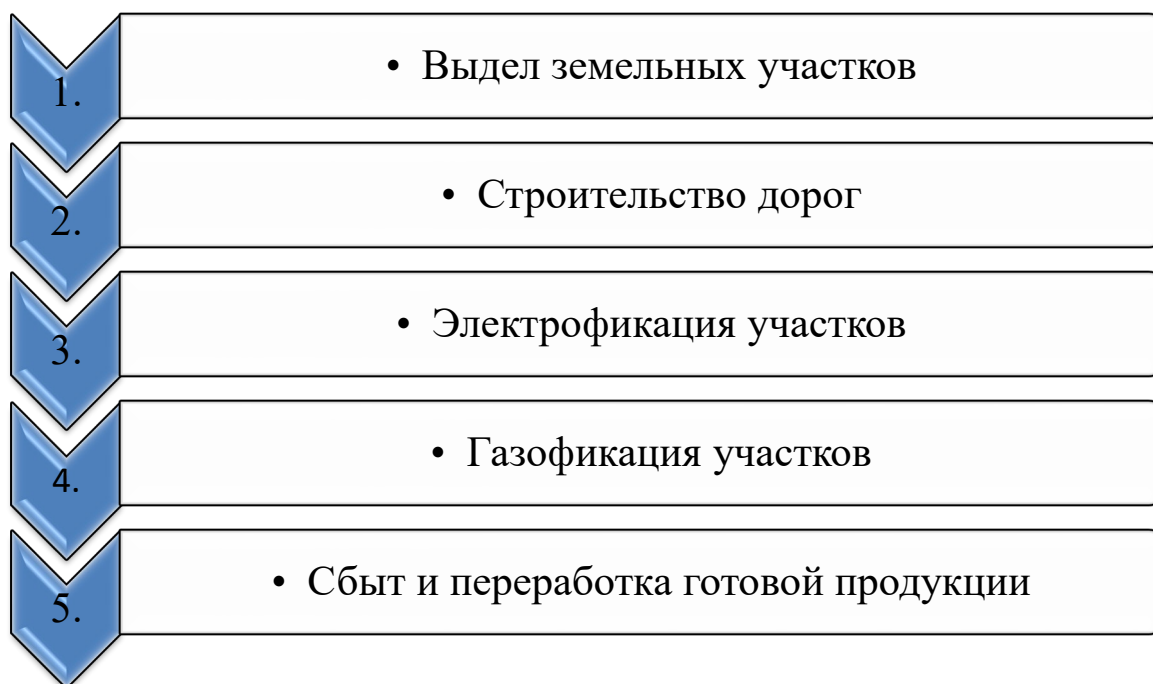 1. • Выдел земельных участков
2. • Строительство дорог
3. • Электрофикация участков
4. • Газофикация участков
5. • Сбыт и переработка готовой продукции